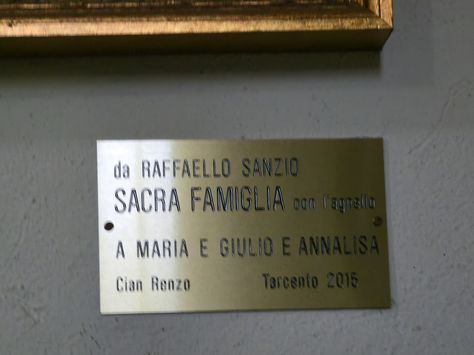 da RAFFAELLO SANZIO
SACRA FAMIGLIA con l'agnello
A MARIA E GIULIO E ANNALISA
Cian Renzo Tarcento 2015